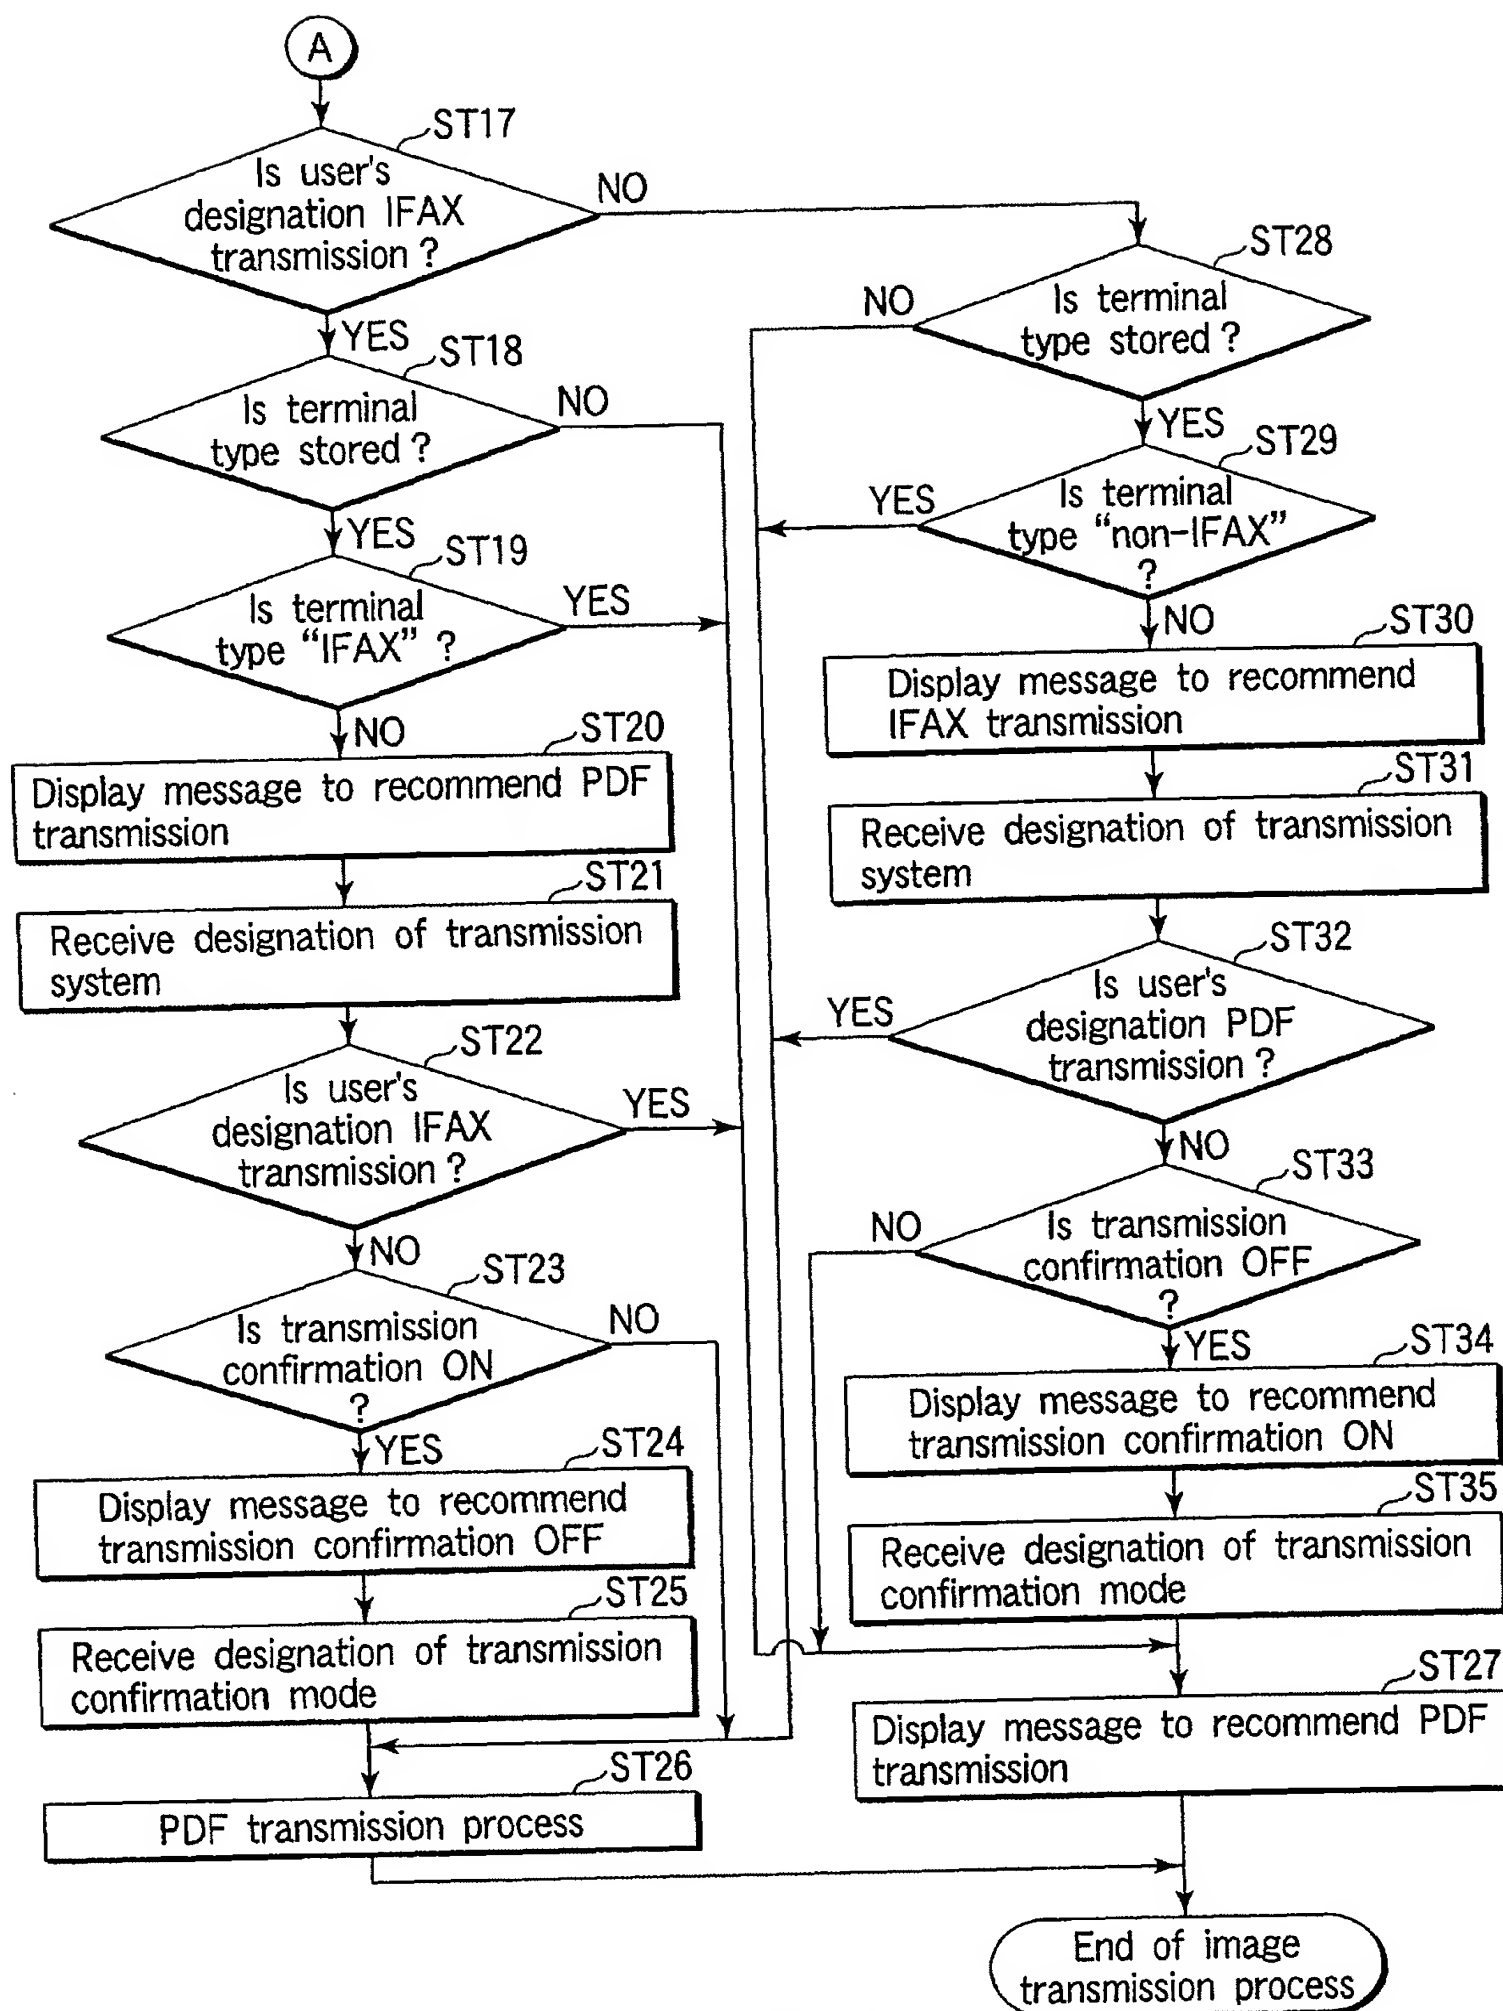 A
ST17
Is user's
designation IFAX
transmission ?
NO
YES
ST18
Is terminal
type stored ?
NO
YES
ST19
Is terminal
type “IFAX” ?
YES
NO
ST20
Display message to recommend PDF
transmission
ST21
Receive designation of transmission
system
ST22
Is user's
designation IFAX
transmission ?
YES
NO
ST23
Is transmission
confirmation ON
?
NO
YES
ST24
Display message to recommend
transmission confirmation OFF
ST25
Receive designation of transmission
confirmation mode
ST26
PDF transmission process
ST28
Is terminal
type stored ?
NO
YES
ST29
Is terminal
type “non-IFAX”
?
YES
NO
ST30
Display message to recommend
IFAX transmission
ST31
Receive designation of transmission
system
ST32
Is user's
designation PDF
transmission ?
YES
NO
ST33
Is transmission
confirmation OFF
?
NO
YES
ST34
Display message to recommend
transmission confirmation ON
ST35
Receive designation of transmission
confirmation mode
ST27
Display message to recommend PDF
transmission
End of image
transmission process